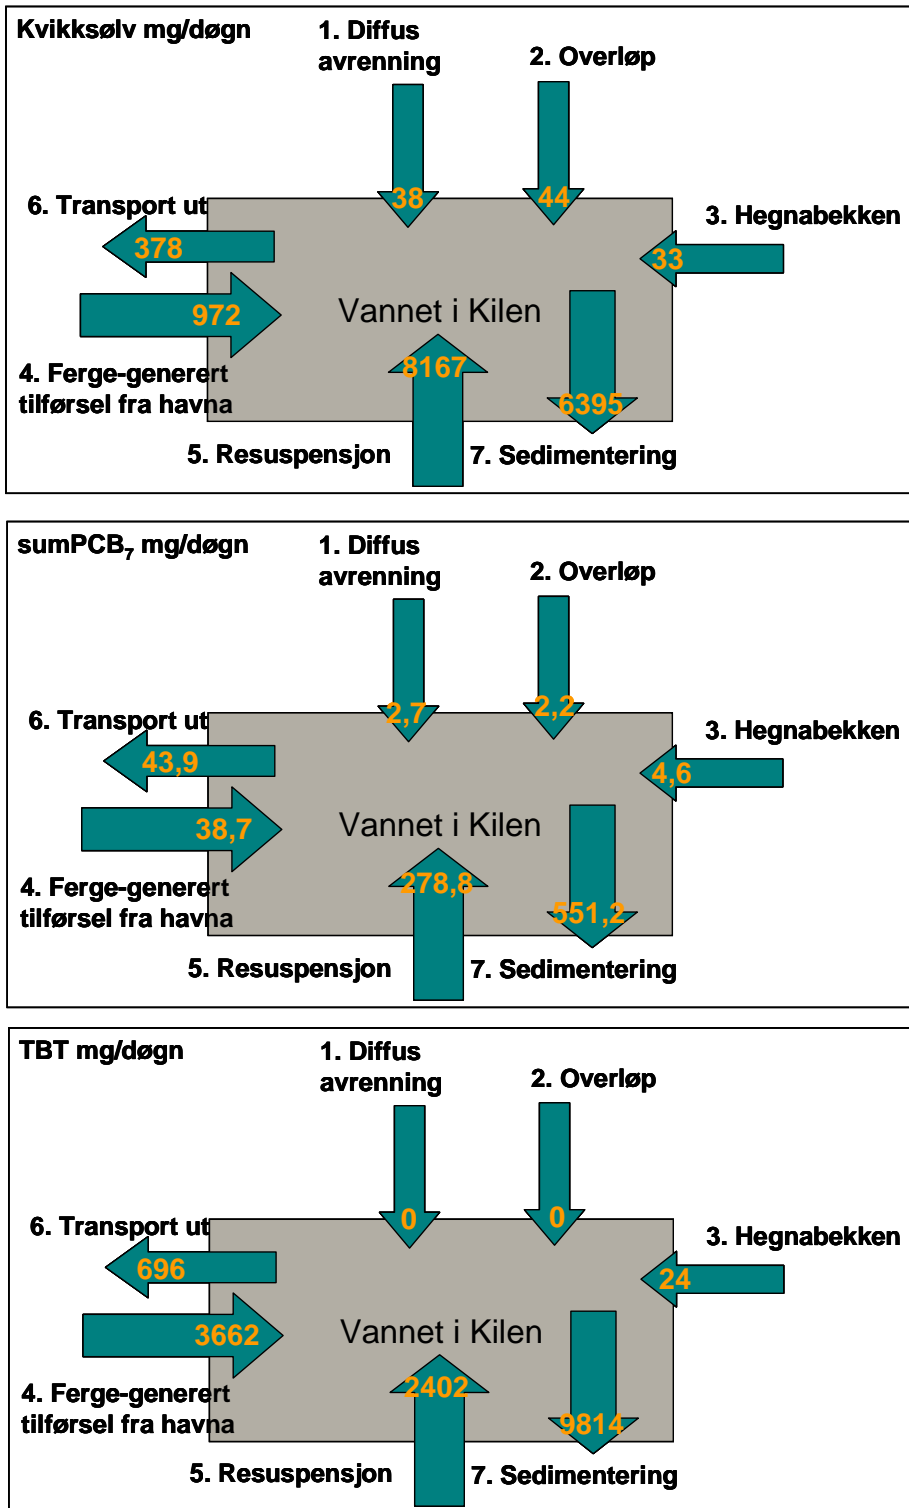 Kvikksølv mg/døgn
1. Diffus
avrenning
2. Overløp
38
44
6. Transport ut
3. Hegnabekken
378
33
972
Vannet i Kilen
8167
4. Ferge-generert
tilførsel fra havna
6395
5. Resuspensjon
7. Sedimentering
sumPCB₇ mg/døgn
1. Diffus
avrenning
2. Overløp
2,7
2,2
6. Transport ut
3. Hegnabekken
43,9
4,6
38,7
Vannet i Kilen
278,8
4. Ferge-generert
tilførsel fra havna
551,2
5. Resuspensjon
7. Sedimentering
TBT mg/døgn
1. Diffus
avrenning
2. Overløp
0
0
6. Transport ut
3. Hegnabekken
696
24
3662
Vannet i Kilen
2402
4. Ferge-generert
tilførsel fra havna
9814
5. Resuspensjon
7. Sedimentering